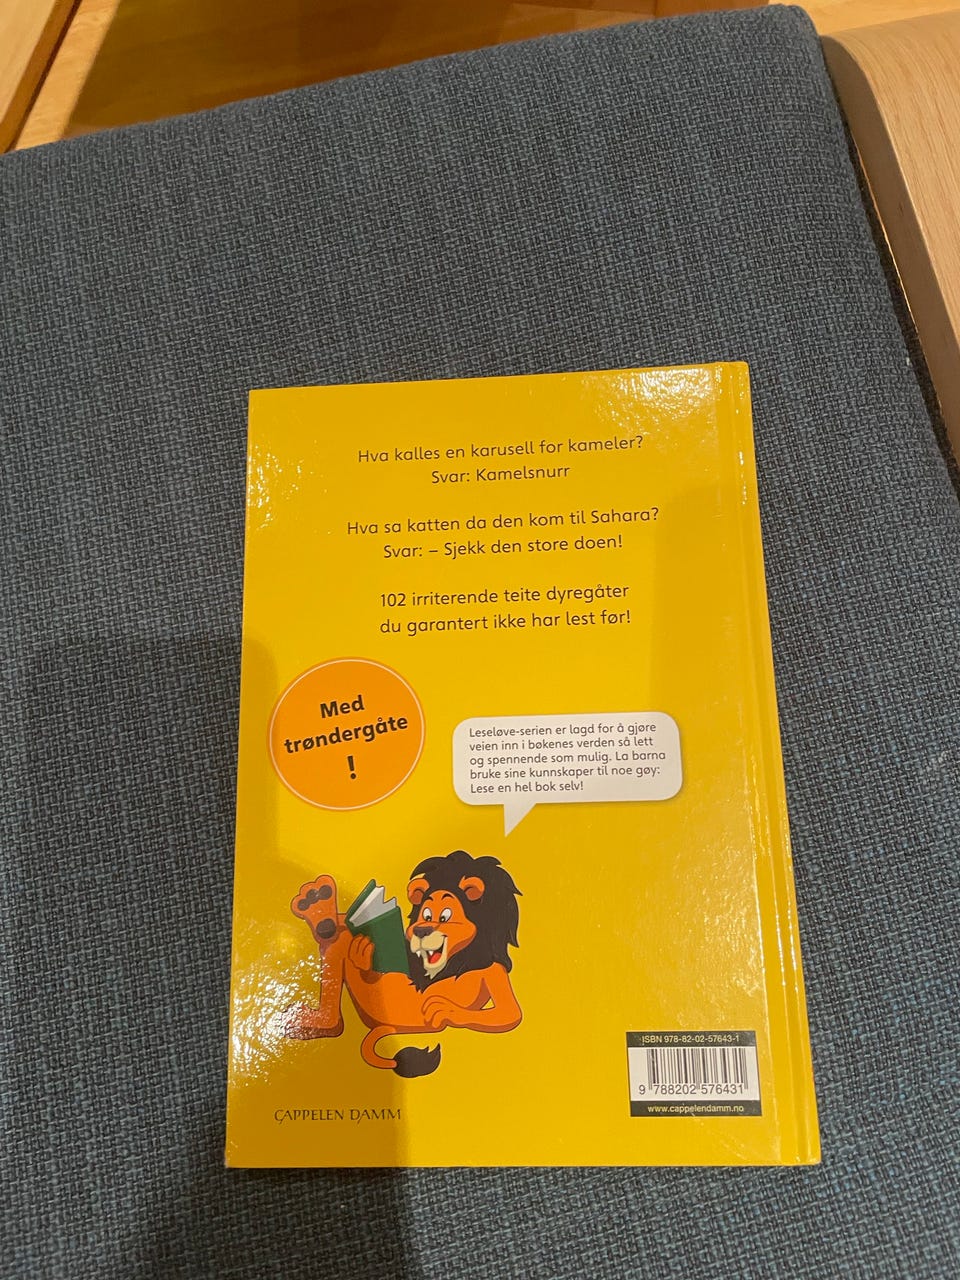 Hva kalles en karusell for kameler?
Svar: Kamelsnurr
Hva sa katten da den kom til Sahara?
Svar: – Sjekk den store doen!
102 irriterende teite dyregåter
du garantert ikke har lest før!
Med
trøndergåte
!
Leseløve-serien er lagd for å gjøre
veien inn i bøkenes verden så lett
og spennende som mulig. La barna
bruke sine kunnskaper til noe gøy:
Lese en hel bok selv!
ISBN 978-82-02-57643-1
9 788202 576431
www.cappelendamm.no
CAPPELEN DAMM